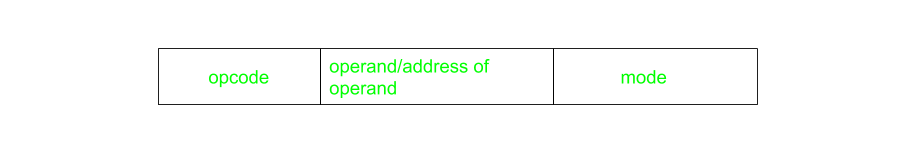 opcode
operand/address of
operand
mode